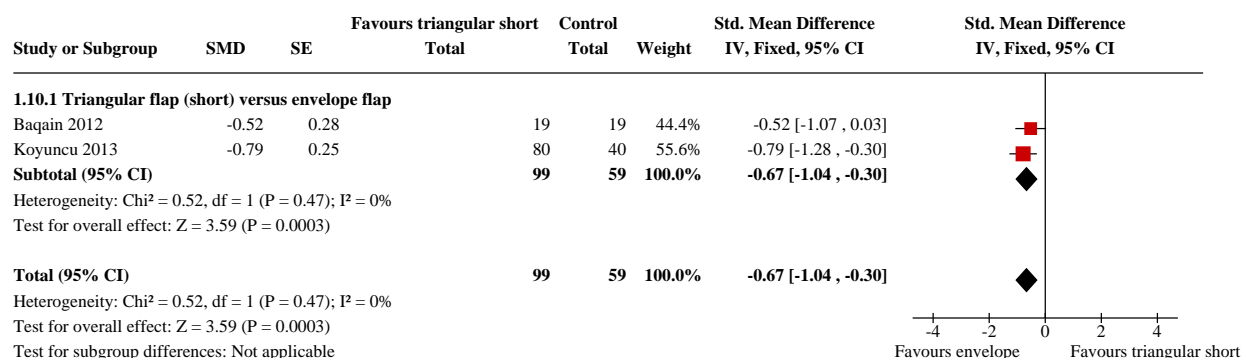 Favours triangular short Control Std. Mean Difference Std. Mean Difference
Study or Subgroup SMD SE Total Total Weight IV, Fixed, 95% CI IV, Fixed, 95% CI
1.10.1 Triangular flap (short) versus envelope flap
Baqain 2012 -0.52 0.28 19 19 44.4% -0.52 [-1.07 , 0.03]
Koyuncu 2013 -0.79 0.25 80 40 55.6% -0.79 [-1.28 , -0.30]
Subtotal (95% CI) 99 59 100.0% -0.67 [-1.04 , -0.30]
Heterogeneity: Chi² = 0.52, df = 1 (P = 0.47); I² = 0%
Test for overall effect: Z = 3.59 (P = 0.0003)
Total (95% CI) 99 59 100.0% -0.67 [-1.04 , -0.30]
Heterogeneity: Chi² = 0.52, df = 1 (P = 0.47); I² = 0%
Test for overall effect: Z = 3.59 (P = 0.0003)
-4 -2 0 2 4
Test for subgroup differences: Not applicable Favours envelope Favours triangular short